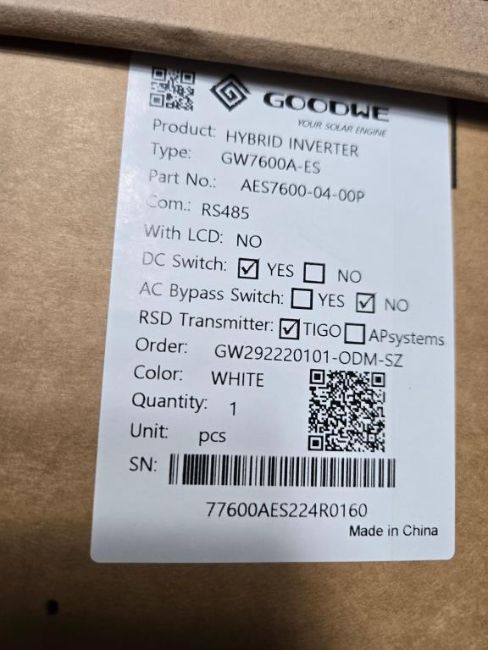 GOODWE
YOUR SOLAR ENGINE
Product: HYBRID INVERTER
Type: GW7600A-ES
Part No.: AES7600-04-00P
Com.: RS485
With LCD: NO
DC Switch: ☑ YES ☐ NO
AC Bypass Switch: ☐ YES ☑ NO
RSD Transmitter: ☑ TIGO ☐ APsystems
Order: GW292220101-ODM-SZ
Color: WHITE
Quantity: 1
Unit: pcs
SN:
77600AES224R0160
Made in China